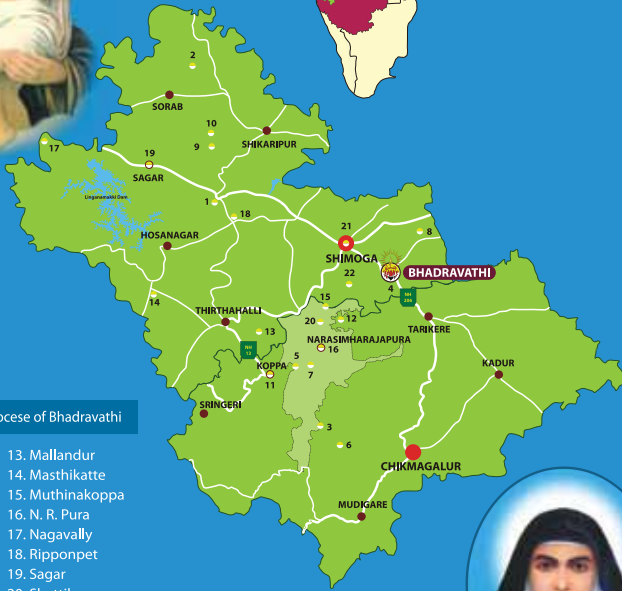 2
SORAB
10
9
SHIKARIPUR
17
19
SAGAR
Linganamakki Dam
1
18
HOSANAGAR
21
SHIMOGA
8
BHADRAVATHI
22
4
NH
206
14
15
THIRTHAHALLI
20
12
13
TARIKERE
NARASIMHARAJAPURA
16
NH
13
5
KOPPA
7
11
KADUR
SRINGERI
3
6
CHIKMAGALUR
MUDIGARE
ocese of Bhadravathi
13. Mallandur
14. Masthikatte
15. Muthinakoppa
16. N. R. Pura
17. Nagavally
18. Ripponpet
19. Sagar